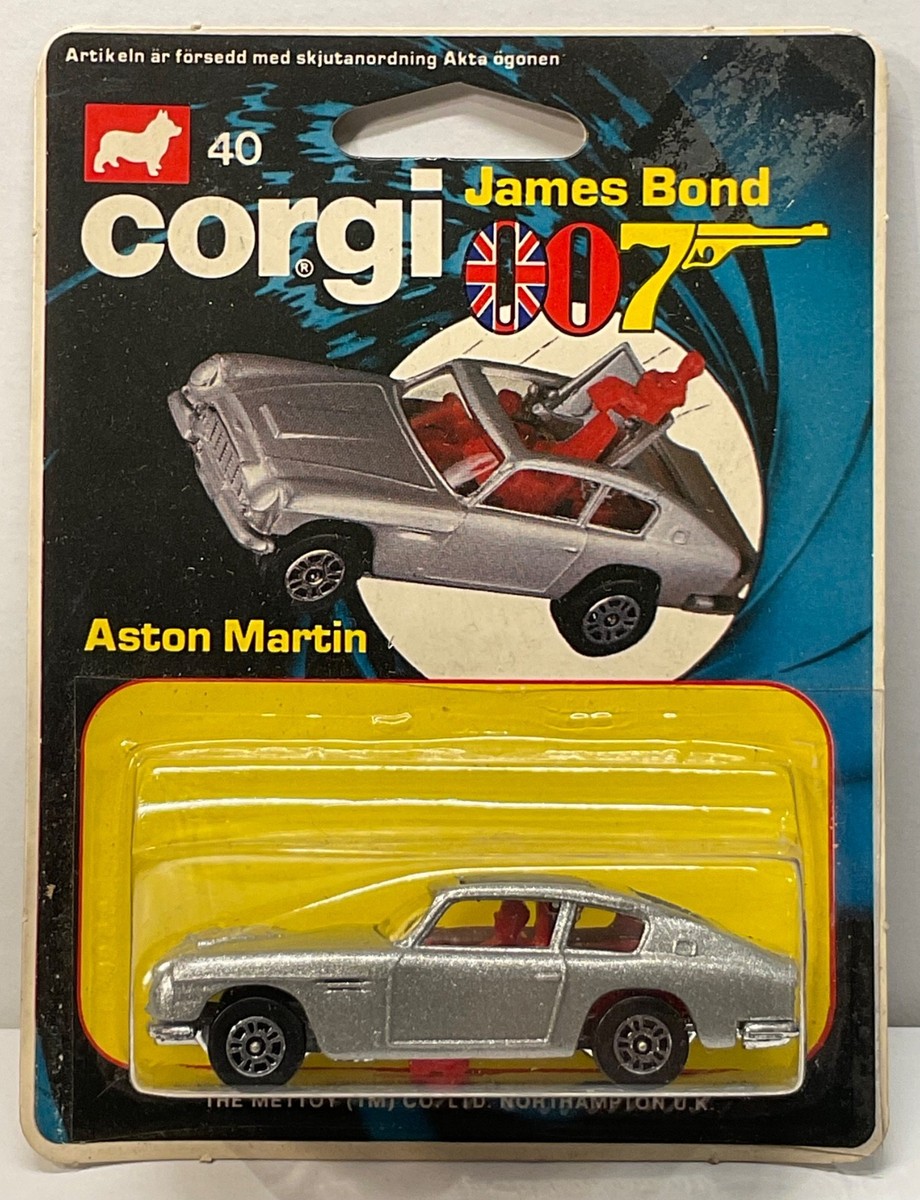 Artikeln är försedd med skjutanordning Akta ögonen
40
corgi®
James Bond
007
Aston Martin
THE METTOY (TM) CO. LTD. NORTHAMPTON U.K.